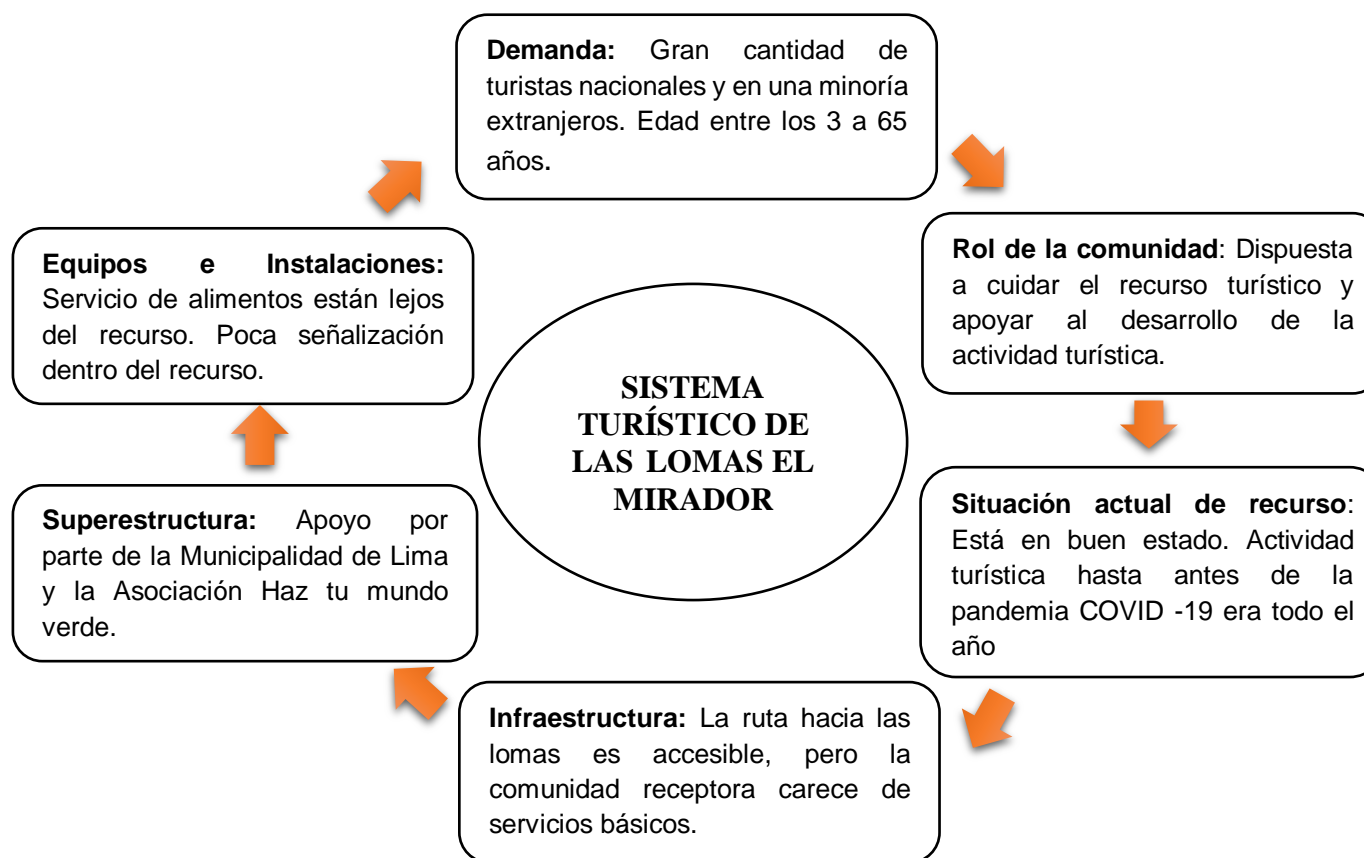 Demanda: Gran cantidad de
turistas nacionales y en una minoría
extranjeros. Edad entre los 3 a 65
años.
Rol de la comunidad: Dispuesta
a cuidar el recurso turístico y
apoyar al desarrollo de la
actividad turística.
Situación actual de recurso:
Está en buen estado. Actividad
turística hasta antes de la
pandemia COVID -19 era todo el
año
Infraestructura: La ruta hacia las
lomas es accesible, pero la
comunidad receptora carece de
servicios básicos.
Superestructura: Apoyo por
parte de la Municipalidad de Lima
y la Asociación Haz tu mundo
verde.
Equipos e Instalaciones:
Servicio de alimentos están lejos
del recurso. Poca señalización
dentro del recurso.
SISTEMA
TURÍSTICO DE
LAS LOMAS EL
MIRADOR